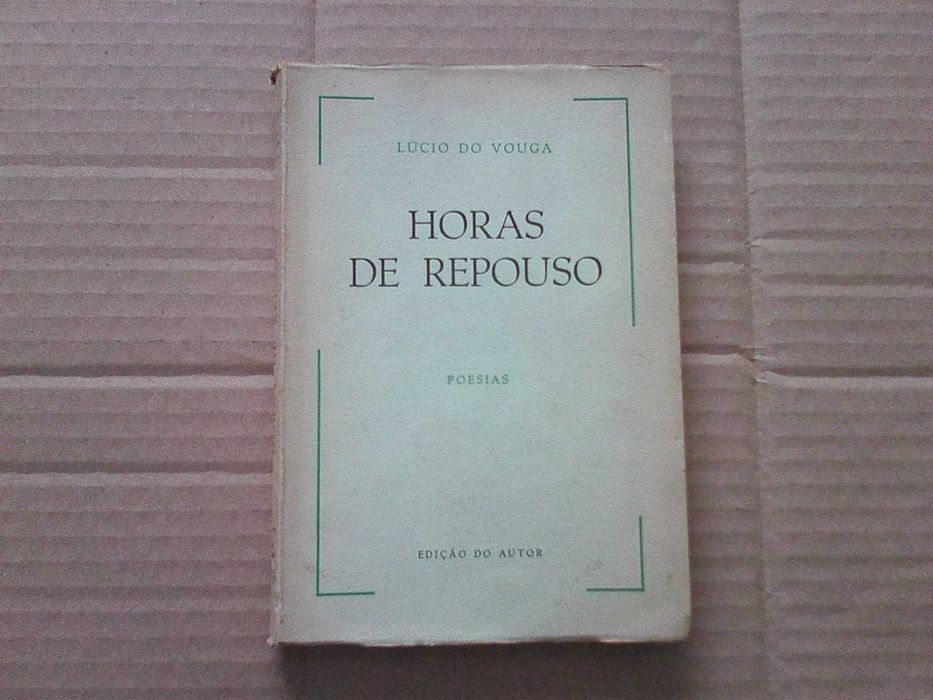 LÚCIO DO VOUGA
HORAS
DE REPOUSO
POESIAS
EDIÇÃO DO AUTOR